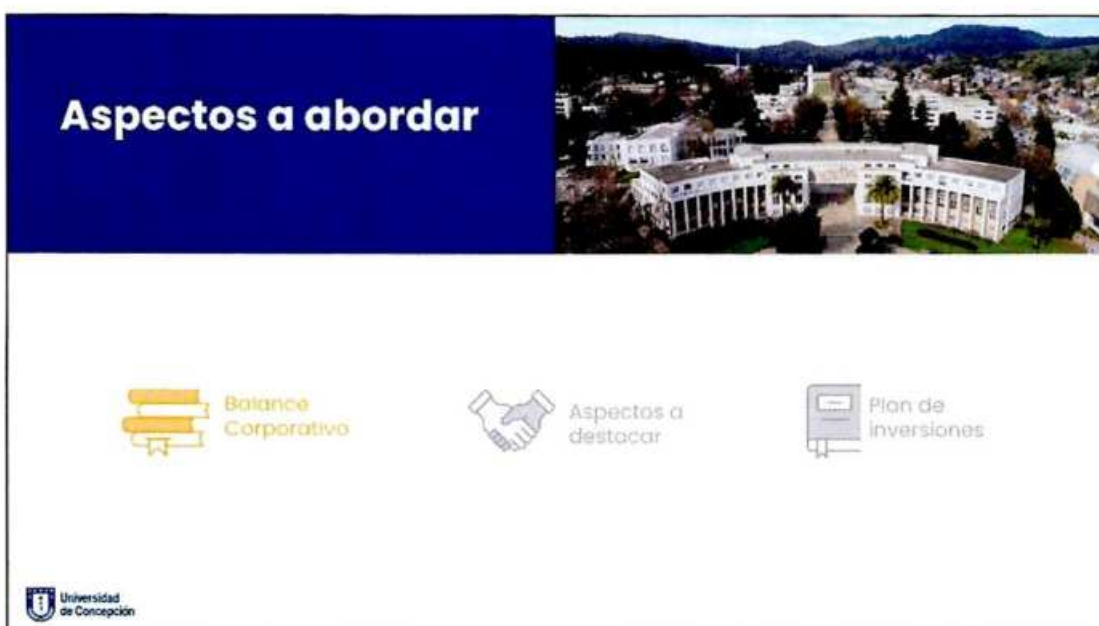 Aspectos a abordar
Balance
Corporativo
Aspectos a
destacar
Plan de
inversiones
Universidad
de Concepción